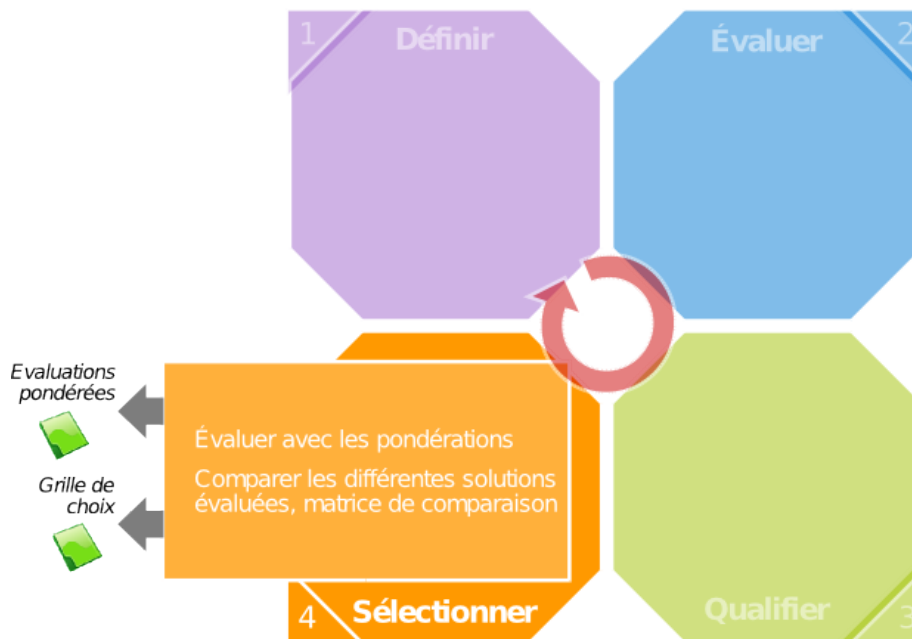 1
Définir
Évaluer
2
Evaluations
pondérées
Grille de
choix
Évaluer avec les pondérations
Comparer les différentes solutions
évaluées, matrice de comparaison
4
Sélectionner
Qualifier
3